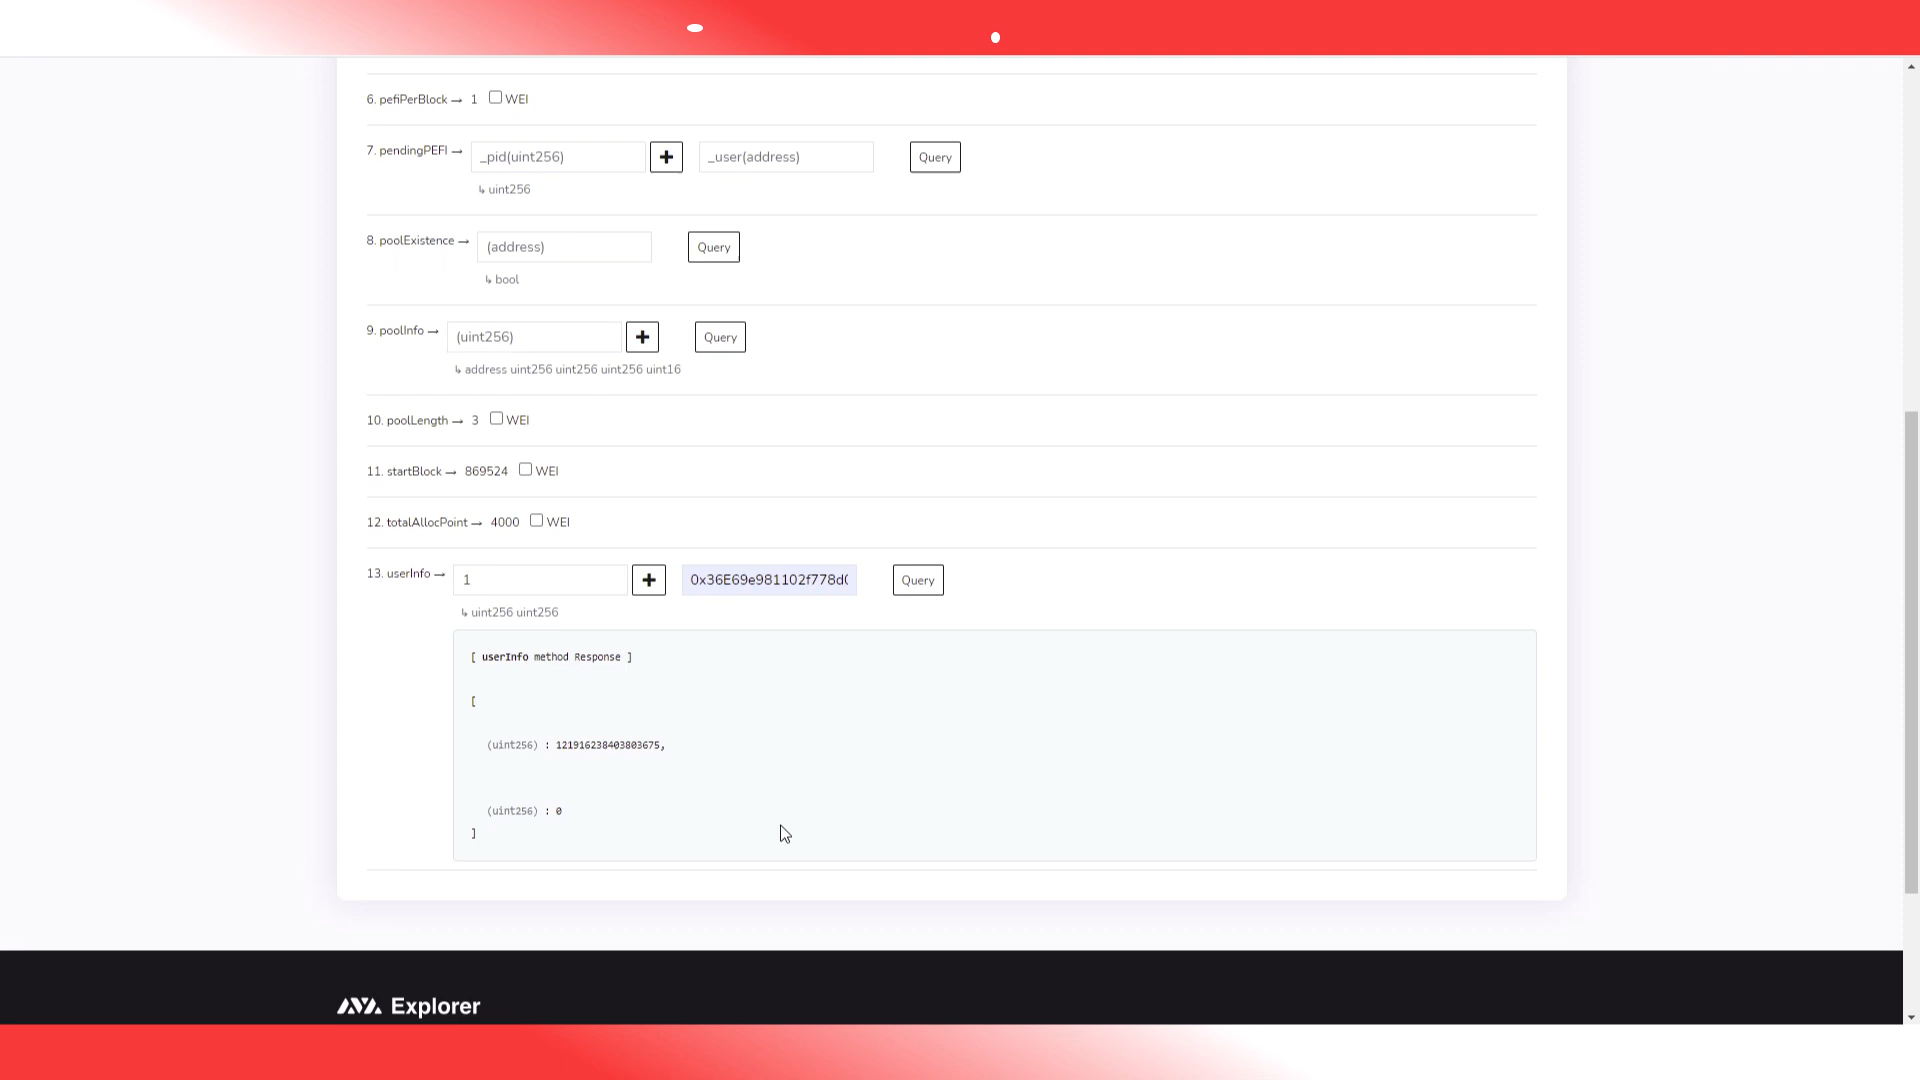 6. pefiPerBlock → 1 WEI
7. pendingPEFI → _pid(uint256) + _user(address) Query
↳ uint256
8. poolExistence → (address) Query
↳ bool
9. poolInfo → (uint256) + Query
↳ address uint256 uint256 uint256 uint16
10. poolLength → 3 WEI
11. startBlock → 869524 WEI
12. totalAllocPoint → 4000 WEI
13. userInfo → 1 + 0x36E69e981102f778d( Query
↳ uint256 uint256
[ userInfo method Response ]
[
(uint256) : 121916238403803675,
(uint256) : 0
]
AVA Explorer